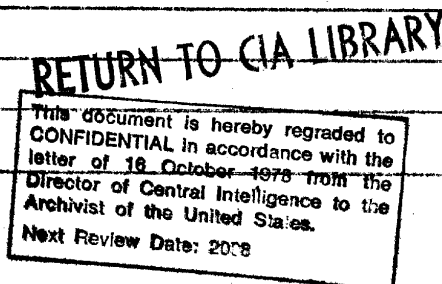 RETURN TO CIA LIBRARY
This document is hereby regraded to
CONFIDENTIAL in accordance with the
letter of 16 October 1978 from the
Director of Central Intelligence to the
Archivist of the United States.
Next Review Date: